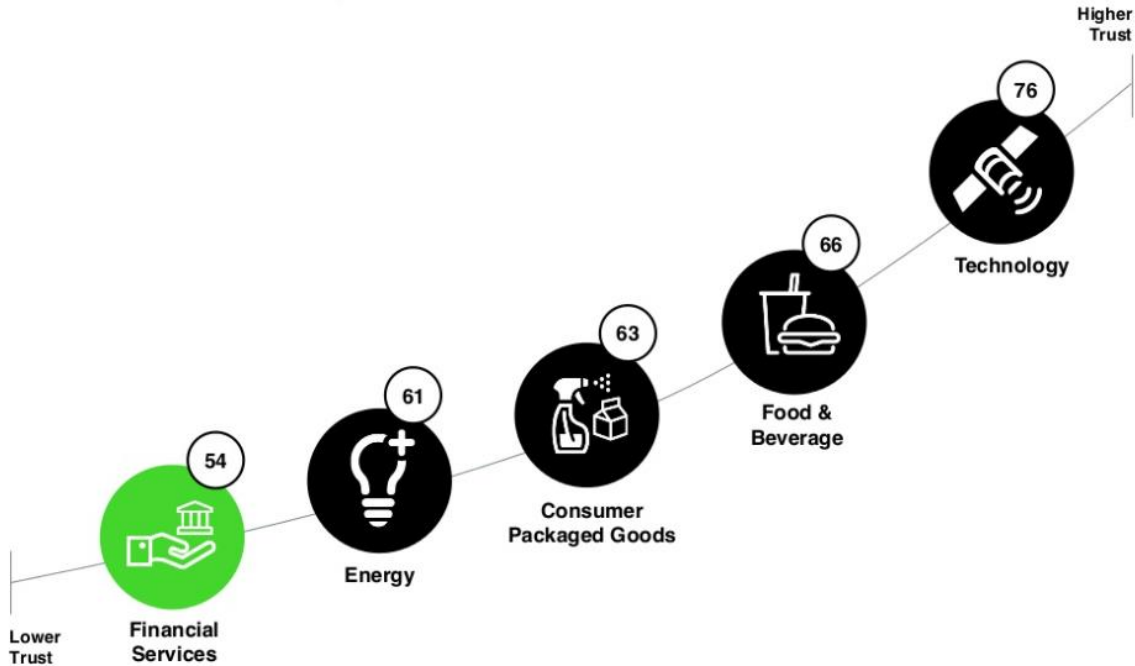 Higher
Trust
76
Technology
66
Food &
Beverage
63
Consumer
Packaged Goods
61
Energy
54
Financial
Services
Lower
Trust